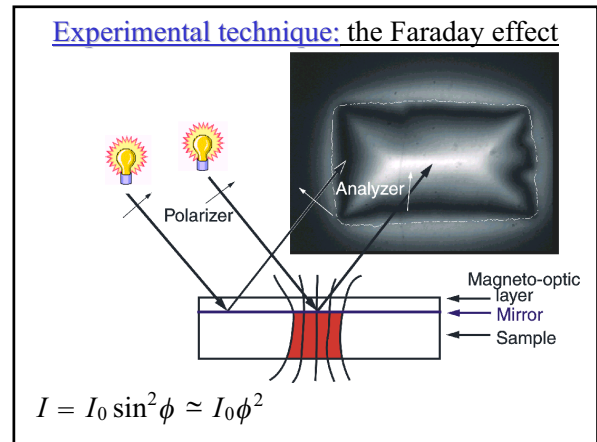 Experimental technique: the Faraday effect
Analyzer
Polarizer
Magneto-optic
layer
Mirror
Sample
I = I₀ sin²ϕ ≃ I₀ϕ²